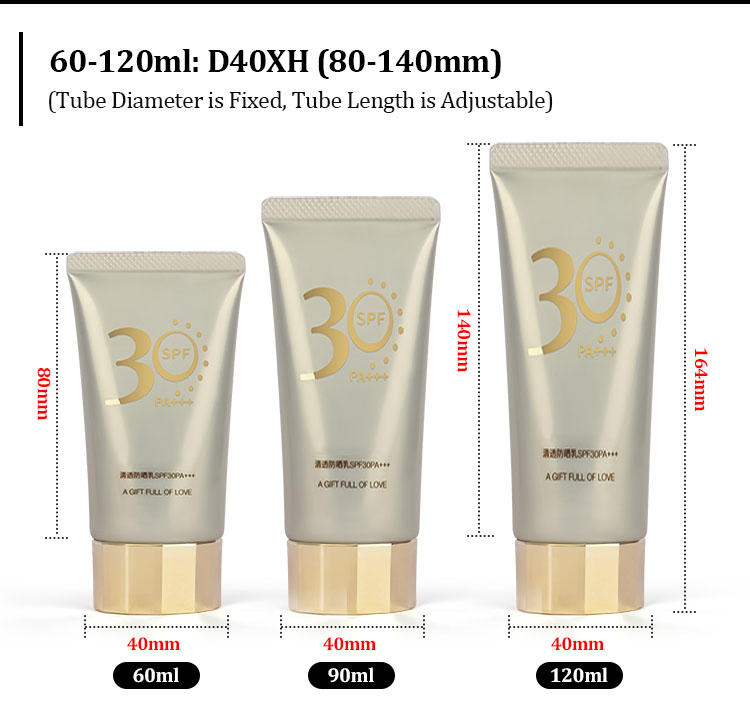 60-120ml: D40XH (80-140mm)
(Tube Diameter is Fixed, Tube Length is Adjustable)
80mm
30
SPF
PA+++
清透防晒乳SPF30PA+++
A GIFT FULL OF LOVE
40mm
60ml
30
SPF
PA+++
清透防晒乳SPF30PA+++
A GIFT FULL OF LOVE
40mm
90ml
140mm
30
SPF
PA+++
清透防晒乳SPF30PA+++
A GIFT FULL OF LOVE
164mm
40mm
120ml